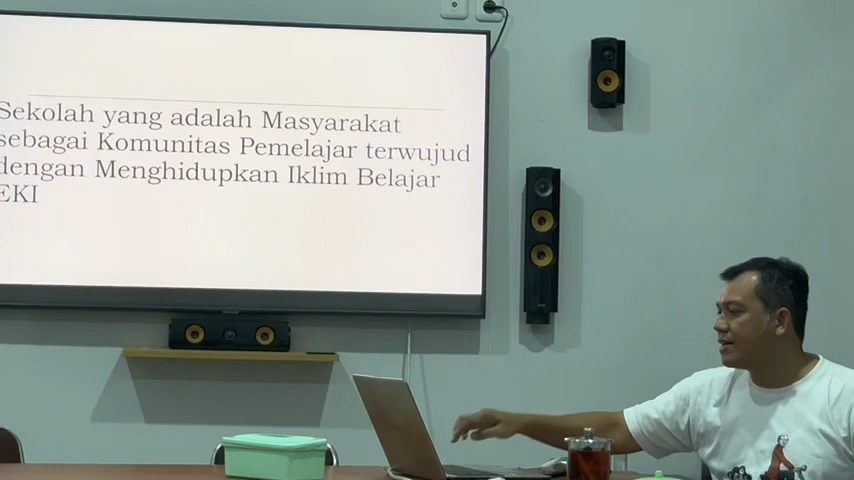 Sekolah yang adalah Masyarakat
sebagai Komunitas Pemelajar terwujud
dengan Menghidupkan Iklim Belajar
EKI